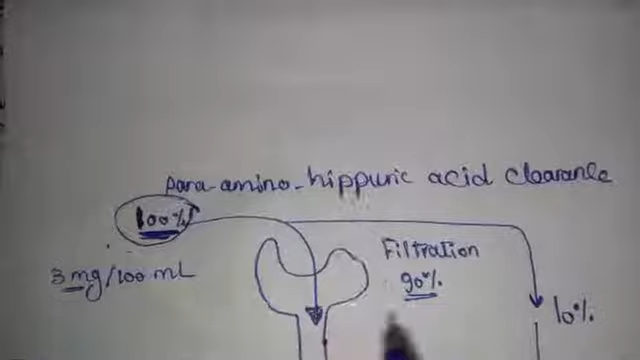 para-amino-hippuric acid clearance
100%
Filtration
3 mg/100 mL
90%.
10%.